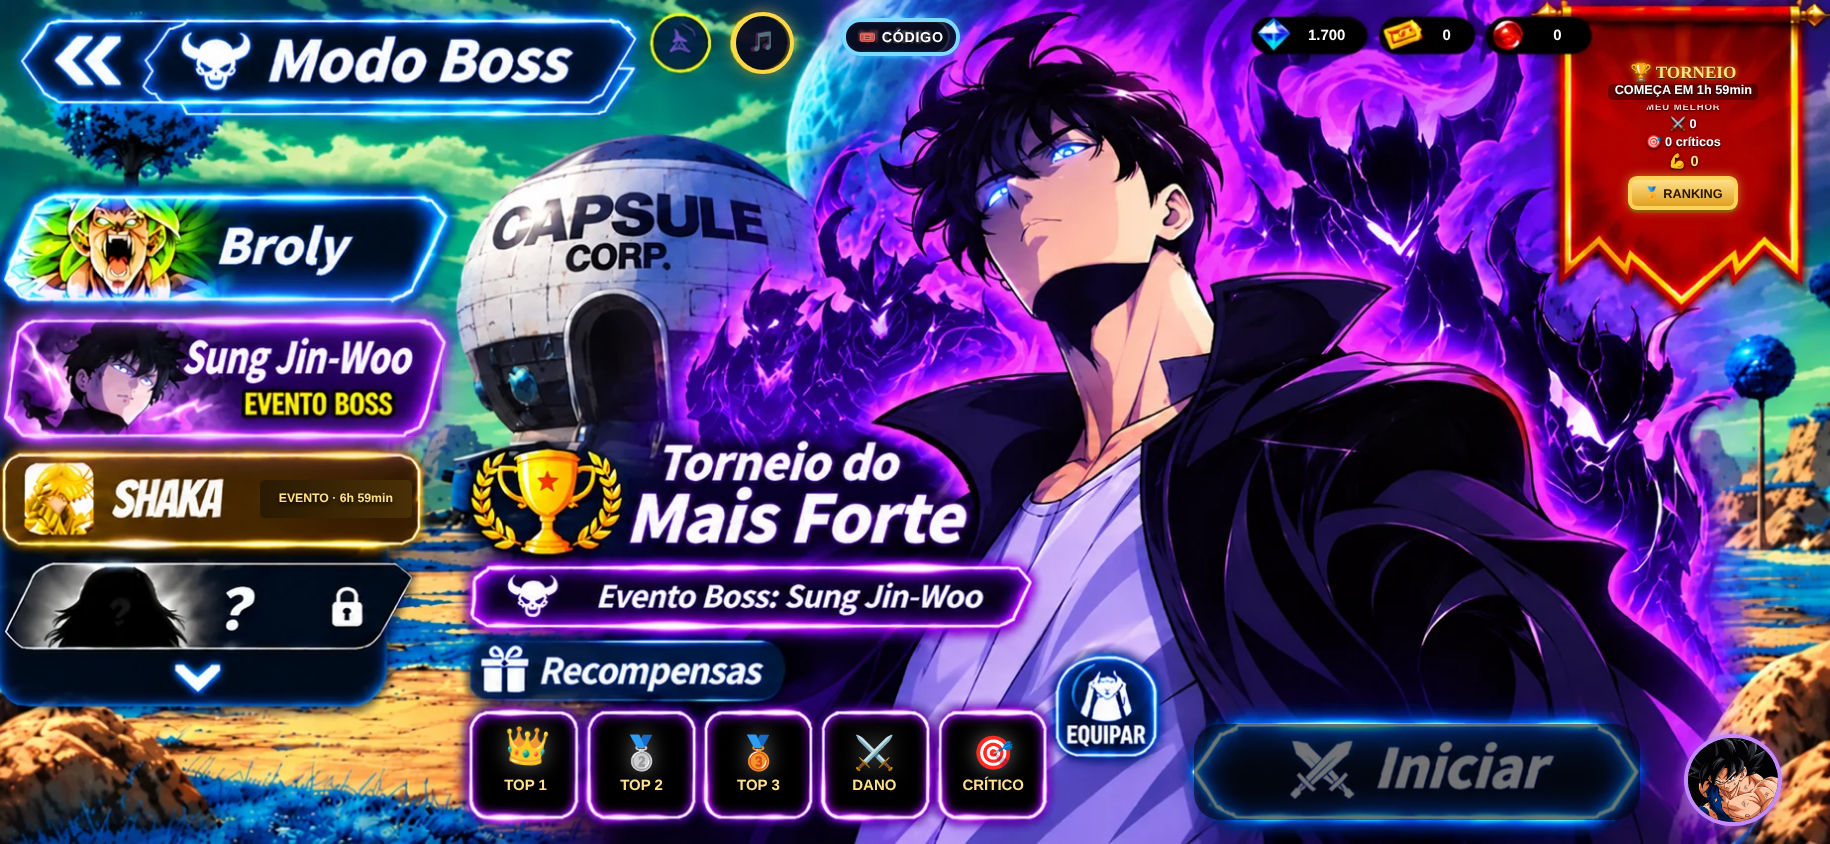 Modo Boss
CÓDIGO
1.700
0
0
TORNEIO
COMEÇA EM 1h 59min
MEU MELHOR
0
0 críticos
0
RANKING
CAPSULE
CORP.
Broly
Sung Jin-Woo
EVENTO BOSS
SHAKA
EVENTO · 6h 59min
?
?
Torneio do
Mais Forte
Evento Boss: Sung Jin-Woo
Recompensas
EQUIPAR
2
3
TOP 1
TOP 2
TOP 3
DANO
CRÍTICO
Iniciar